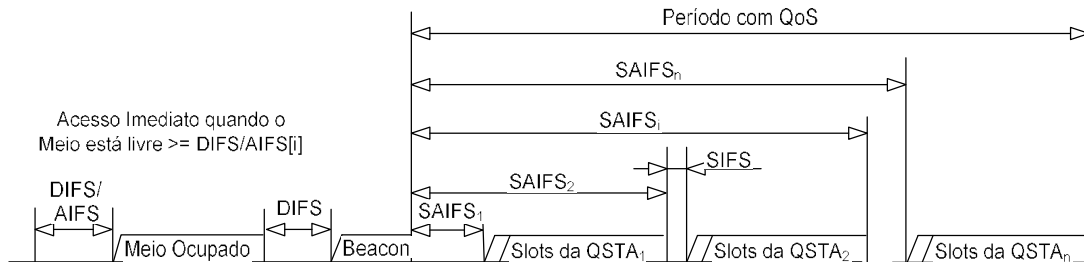 Período com QoS
SAIFSₙ
Acesso Imediato quando o
Meio está livre >= DIFS/AIFS[i]
SAIFSᵢ
SIFS
SAIFS₂
DIFS/
AIFS
DIFS
SAIFS₁
Meio Ocupado
Beacon
Slots da QSTA₁
Slots da QSTA₂
Slots da QSTAₙ